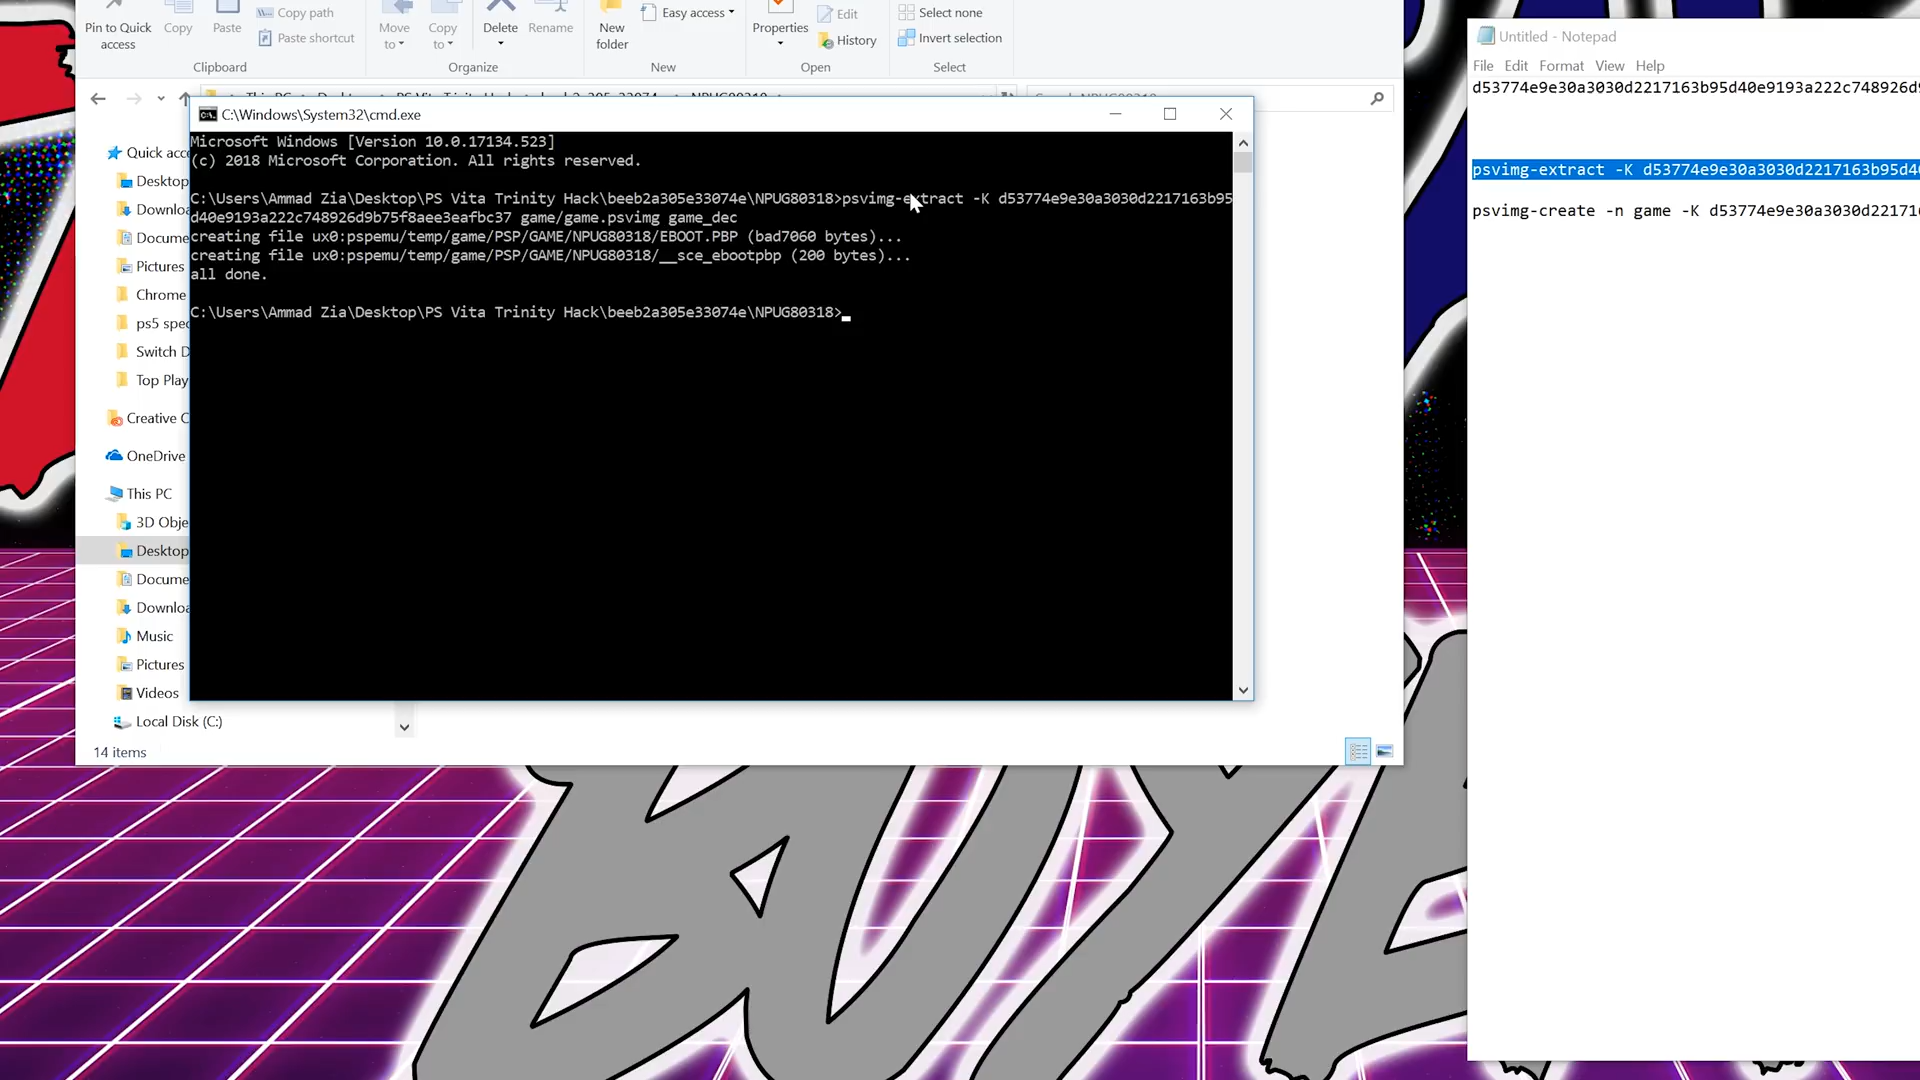 Pin to Quick access
Copy
Paste
Copy path
Paste shortcut
Clipboard
Move to
Copy to
Delete
Rename
Organize
New folder
Easy access
New
Properties
Edit
History
Open
Select none
Invert selection
Select
Quick acc
Desktop
Downlo
Docume
Pictures
Chrome
ps5 spe
Switch D
Top Play
Creative C
OneDrive
This PC
3D Obje
Desktop
Docume
Downloa
Music
Pictures
Videos
Local Disk (C:)
14 items
C:\Windows\System32\cmd.exe
Microsoft Windows [Version 10.0.17134.523]
(c) 2018 Microsoft Corporation. All rights reserved.
C:\Users\Ammad Zia\Desktop\PS Vita Trinity Hack\beeb2a305e33074e\NPUG80318>psvimg-extract -K d53774e9e30a3030d2217163b95
d40e9193a222c748926d9b75f8aee3eafbc37 game/game.psvimg game_dec
creating file ux0:pspemu/temp/game/PSP/GAME/NPUG80318/EBOOT.PBP (bad7060 bytes)...
creating file ux0:pspemu/temp/game/PSP/GAME/NPUG80318/__sce_ebootpbp (200 bytes)...
all done.
C:\Users\Ammad Zia\Desktop\PS Vita Trinity Hack\beeb2a305e33074e\NPUG80318>
Untitled - Notepad
File Edit Format View Help
d53774e9e30a3030d2217163b95d40e9193a222c748926d9
psvimg-extract -K d53774e9e30a3030d2217163b95d4
psvimg-create -n game -K d53774e9e30a3030d22171